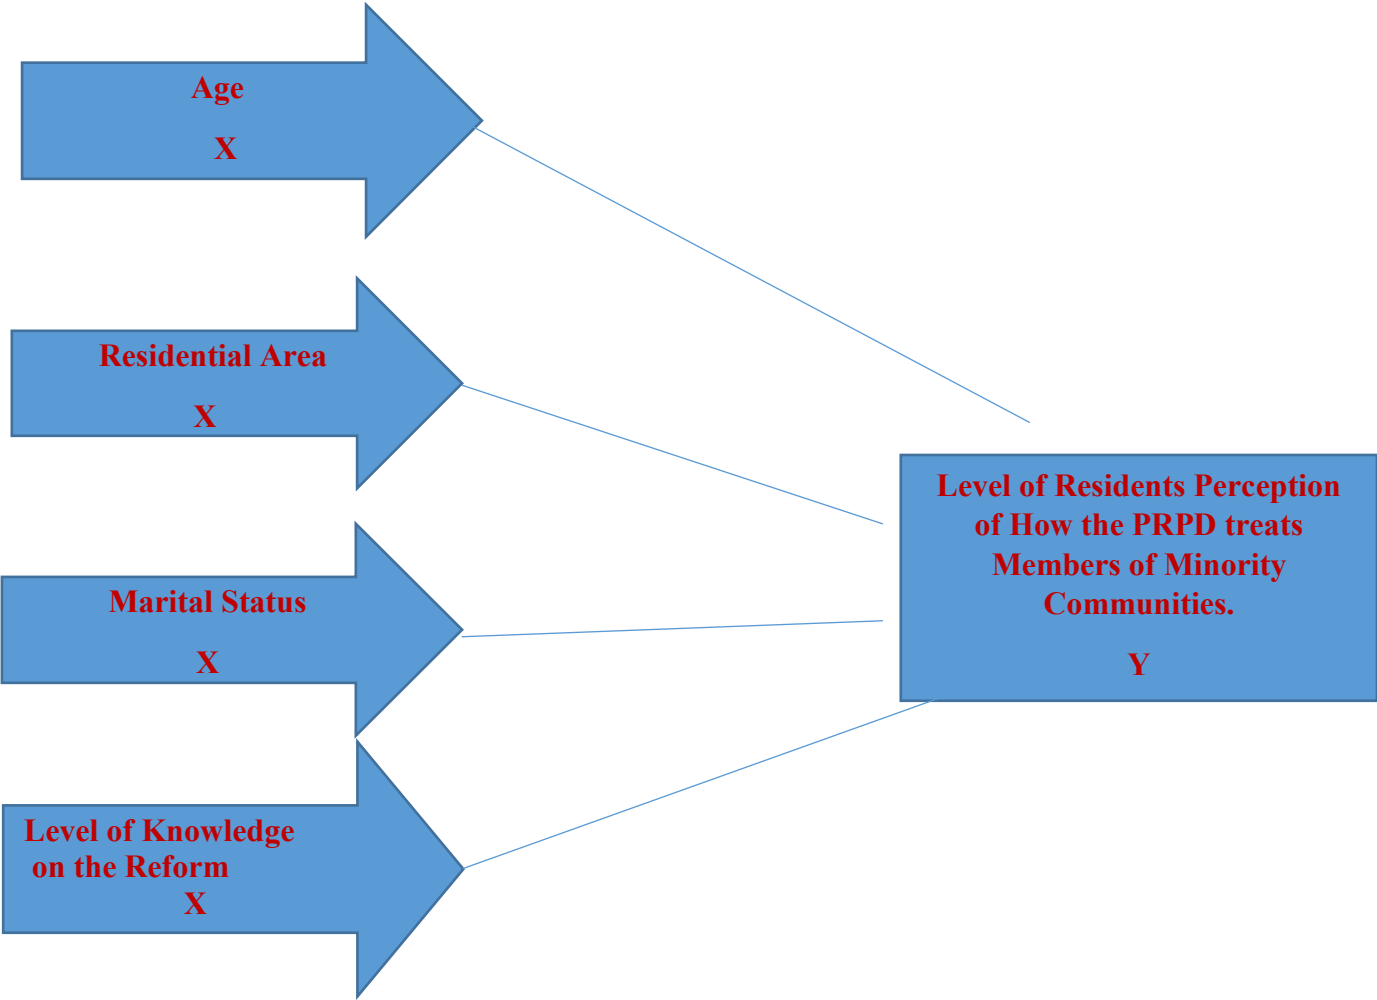 Age
X
Residential Area
X
Marital Status
X
Level of Knowledge
on the Reform
X
Level of Residents Perception
of How the PRPD treats
Members of Minority
Communities.
Y